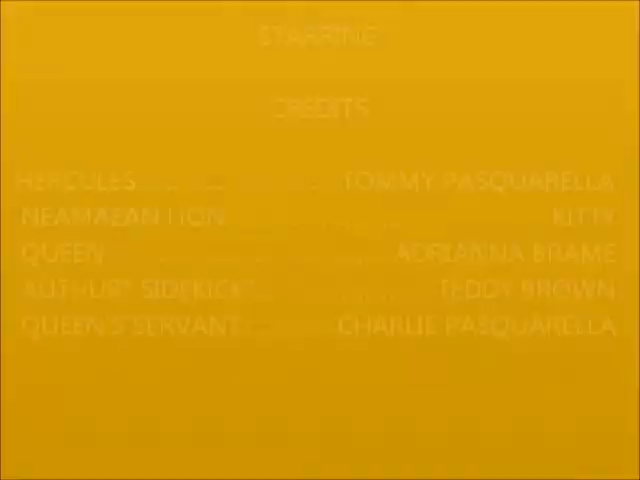 STARRING
CREDITS
HERCULES TOMMY PASQUARELLA
NEAMAEAN LION KITTY
QUEEN ADRIANNA BRAME
SIDEKICK TEDDY BROWN
QUEEN'S SERVANT CHARLIE PASQUARELLA